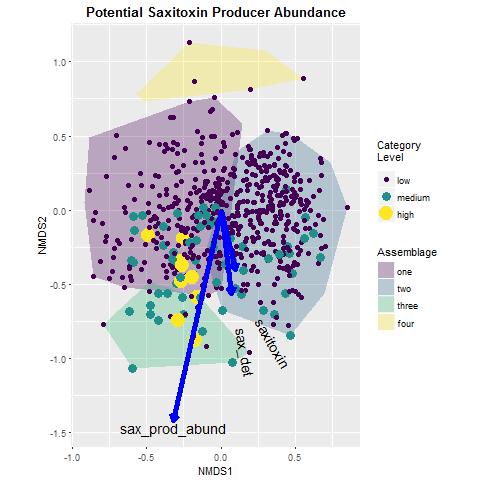 Potential Saxitoxin Producer Abundance
1.0
0.5
0.0
-0.5
-1.0
-1.5
NMDS2
-1.0
-0.5
0.0
0.5
NMDS1
sax_det
saxitoxin
sax_prod_abund
Category
Level
low
medium
high
Assemblage
one
two
three
four